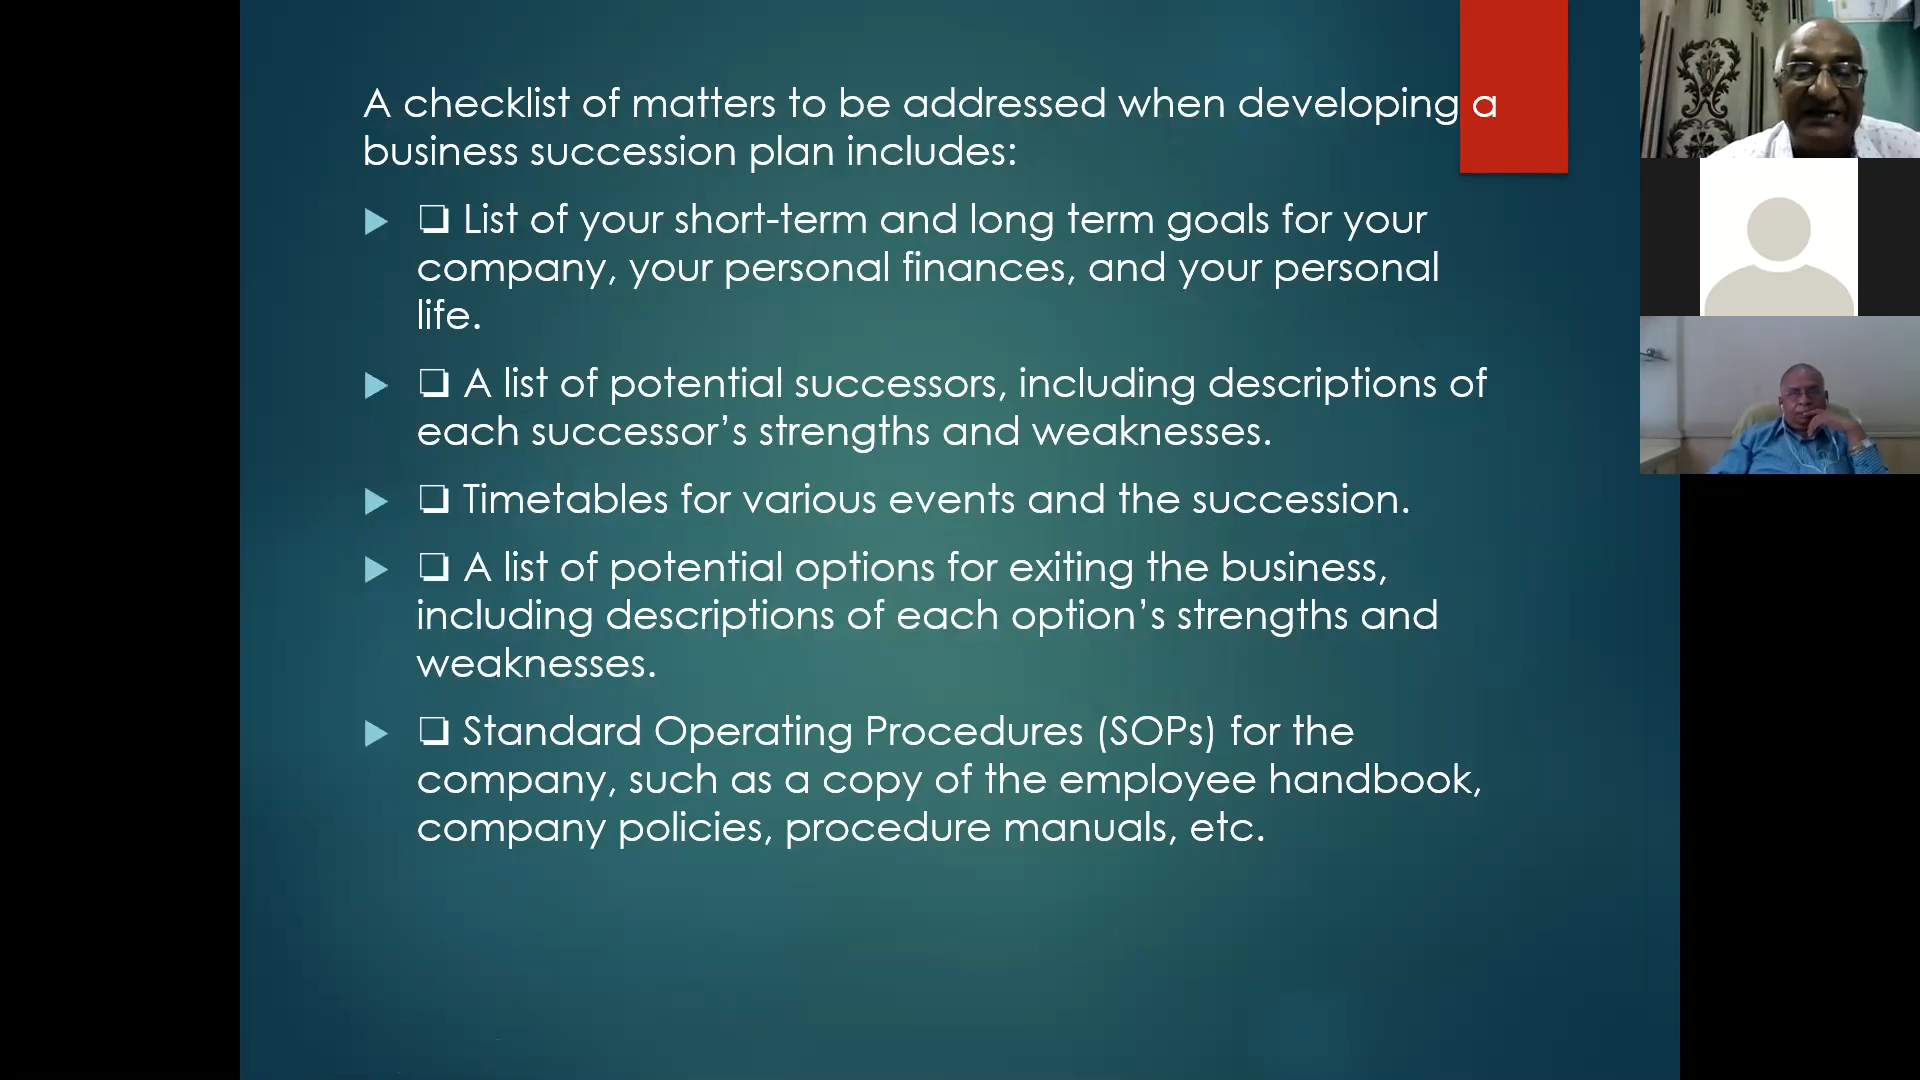 A checklist of matters to be addressed when developing a
business succession plan includes:
❑ List of your short-term and long term goals for your
company, your personal finances, and your personal
life.
❑ A list of potential successors, including descriptions of
each successor’s strengths and weaknesses.
❑ Timetables for various events and the succession.
❑ A list of potential options for exiting the business,
including descriptions of each option’s strengths and
weaknesses.
❑ Standard Operating Procedures (SOPs) for the
company, such as a copy of the employee handbook,
company policies, procedure manuals, etc.